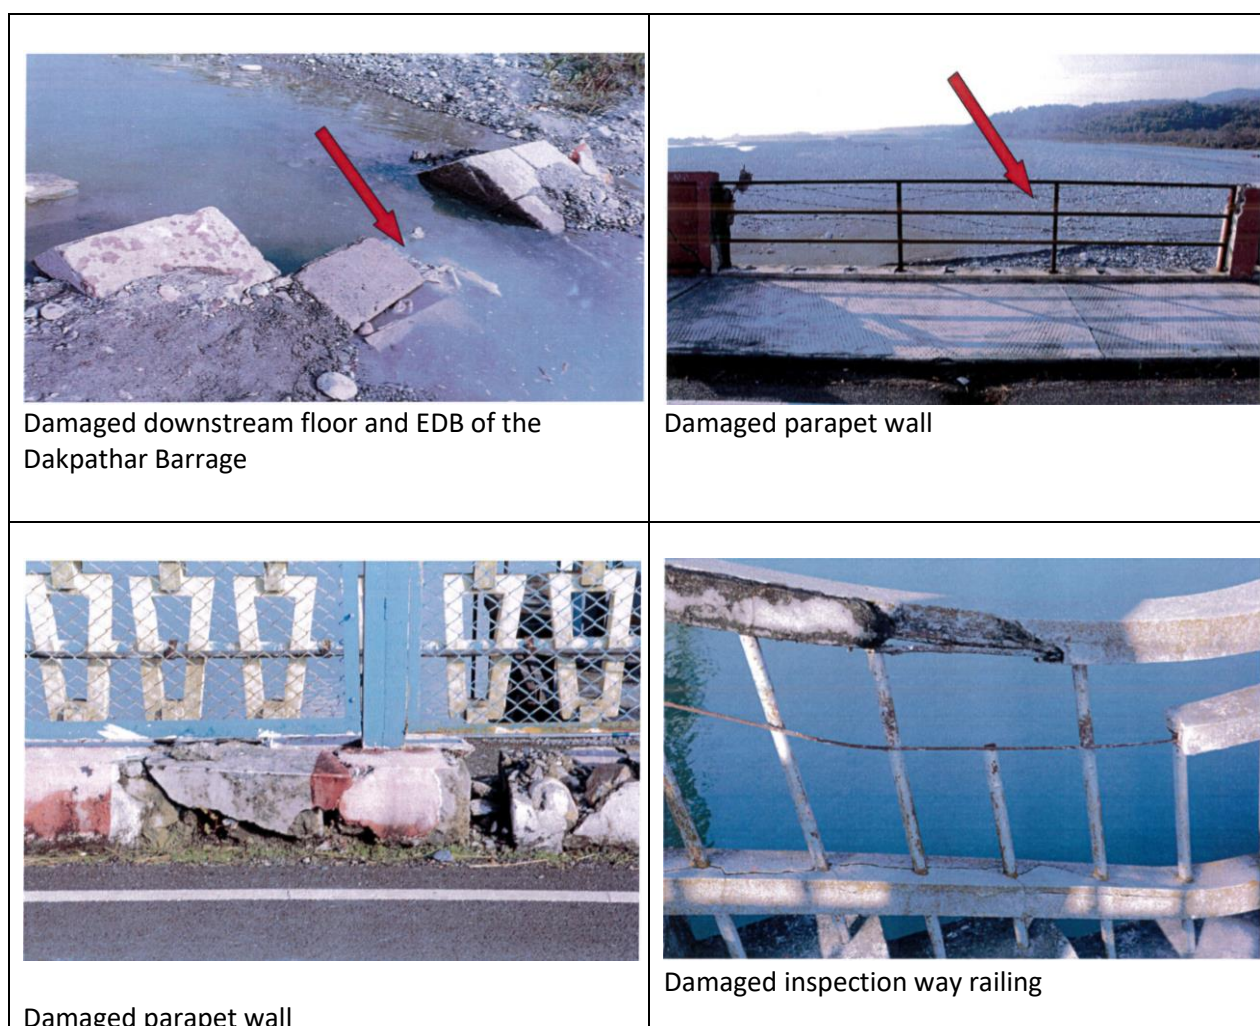 Damaged downstream floor and EDB of the
Dakpathar Barrage
Damaged parapet wall
Damaged parapet wall
Damaged inspection way railing